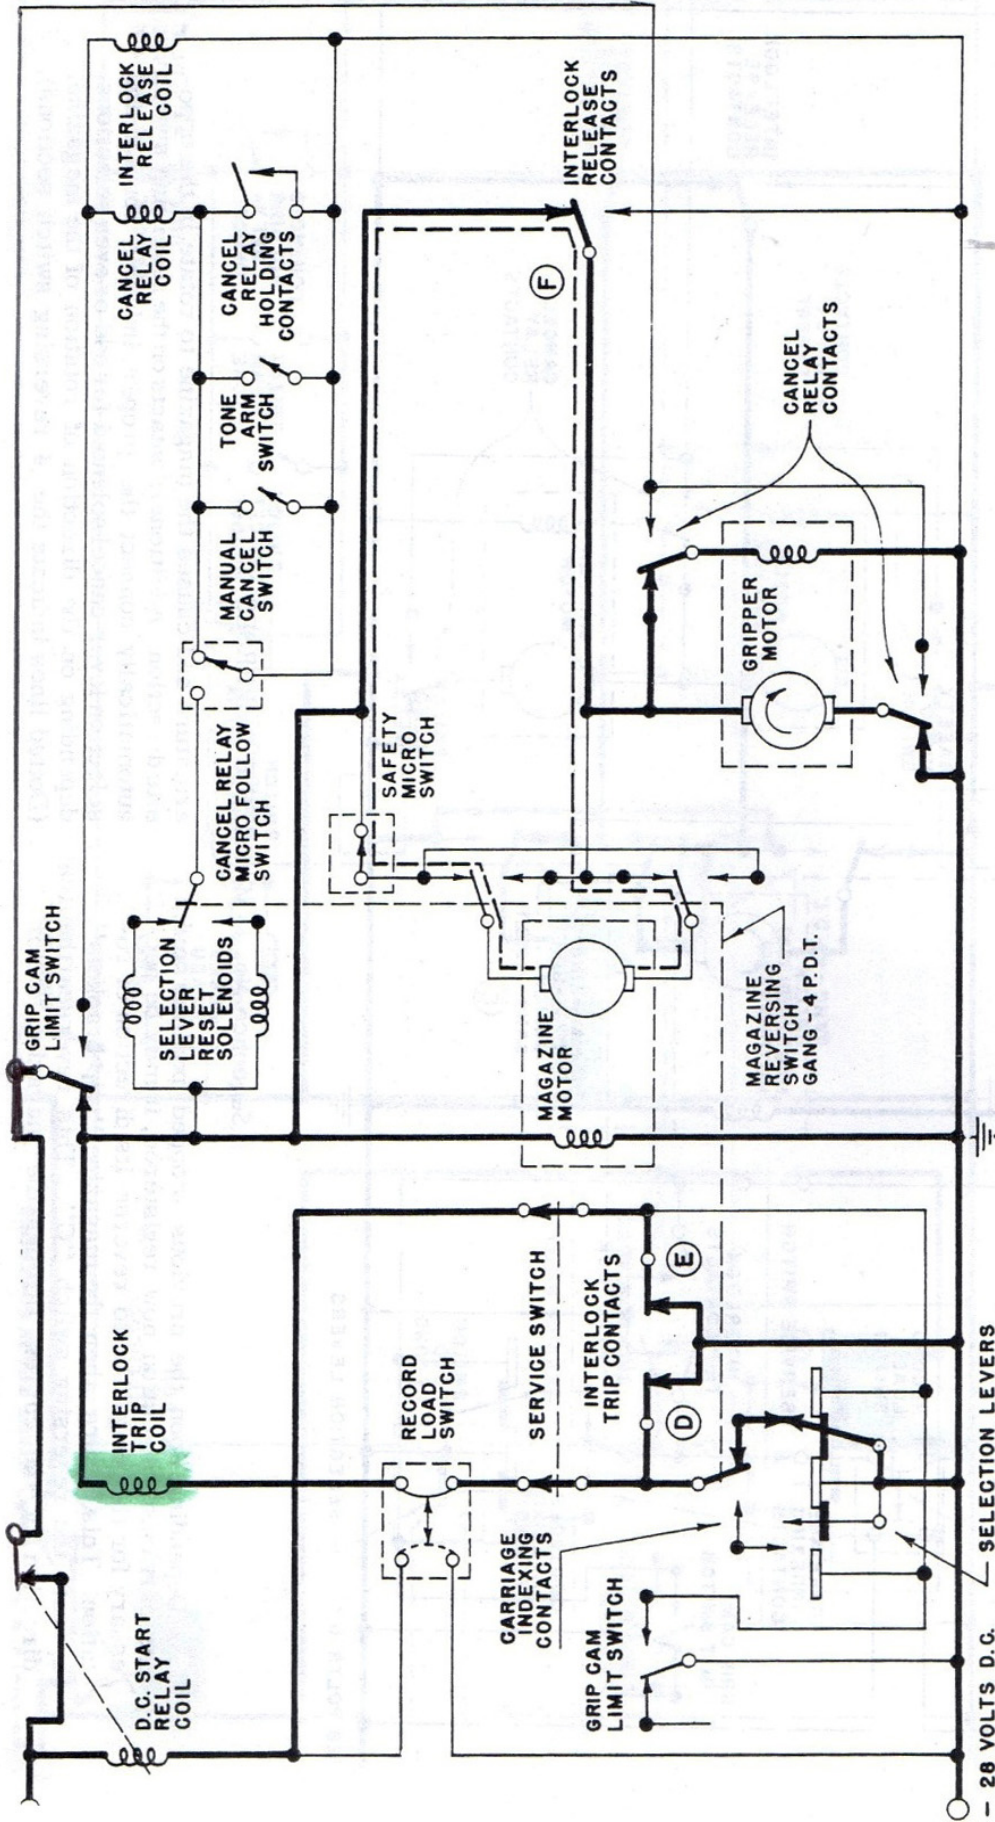 GRIP CAM
LIMIT SWITCH
INTERLOCK
RELEASE
COIL
CANCEL
RELAY
COIL
CANCEL
RELAY
HOLDING
CONTACTS
TONE
ARM
SWITCH
MANUAL
CANCEL
SWITCH
CANCEL RELAY
MICRO FOLLOW
SWITCH
SELECTION
LEVER
RESET
SOLENOIDS
INTERLOCK
TRIP
COIL
D.C. START
RELAY
COIL
RECORD
LOAD
SWITCH
SAFETY
MICRO
SWITCH
INTERLOCK
RELEASE
CONTACTS
F
MAGAZINE
MOTOR
SERVICE SWITCH
INTERLOCK
TRIP CONTACTS
E
D
CARRIAGE
INDEXING
CONTACTS
GRIP CAM
LIMIT SWITCH
GRIPPER
MOTOR
CANCEL
RELAY
CONTACTS
MAGAZINE
REVERSING
SWITCH
GANG-4 P.D.T.
SELECTION LEVERS
- 28 VOLTS D.C.